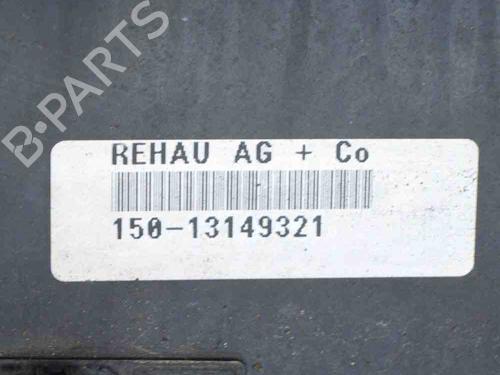 B-PARTS
REHAU AG + Co
150-13149321